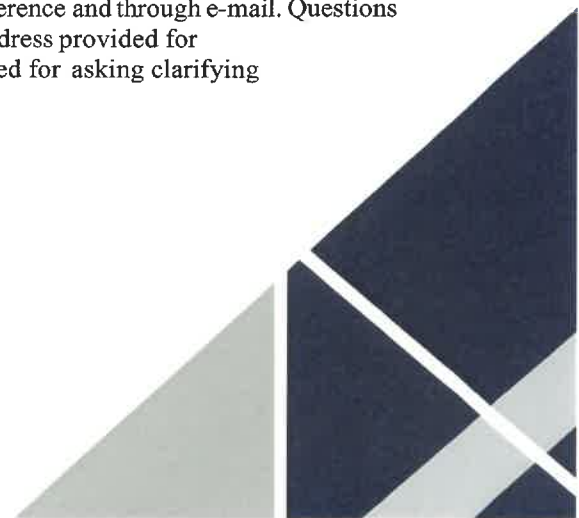 erence and through e-mail. Questions
dress provided for
ed for asking clarifying